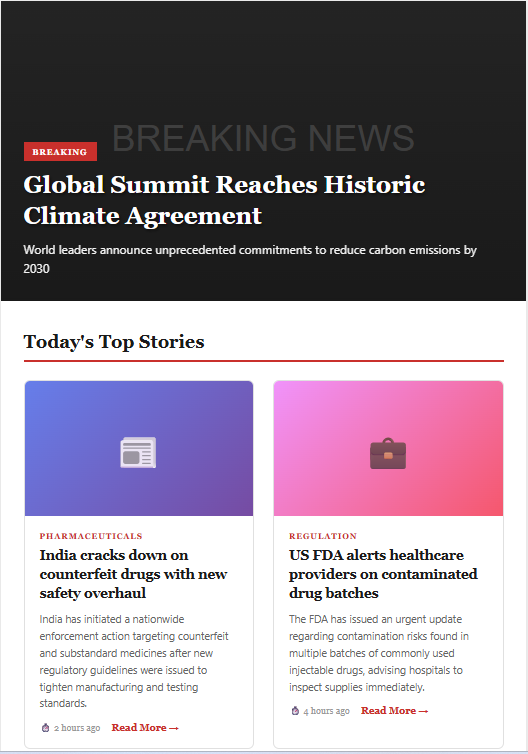 BREAKING NEWS
BREAKING
Global Summit Reaches Historic
Climate Agreement
World leaders announce unprecedented commitments to reduce carbon emissions by
2030
Today's Top Stories
PHARMACEUTICALS
India cracks down on
counterfeit drugs with new
safety overhaul
India has initiated a nationwide
enforcement action targeting counterfeit
and substandard medicines after new
regulatory guidelines were issued to
tighten manufacturing and testing
standards.
2 hours ago Read More →
REGULATION
US FDA alerts healthcare
providers on contaminated
drug batches
The FDA has issued an urgent update
regarding contamination risks found in
multiple batches of commonly used
injectable drugs, advising hospitals to
inspect supplies immediately.
4 hours ago Read More →